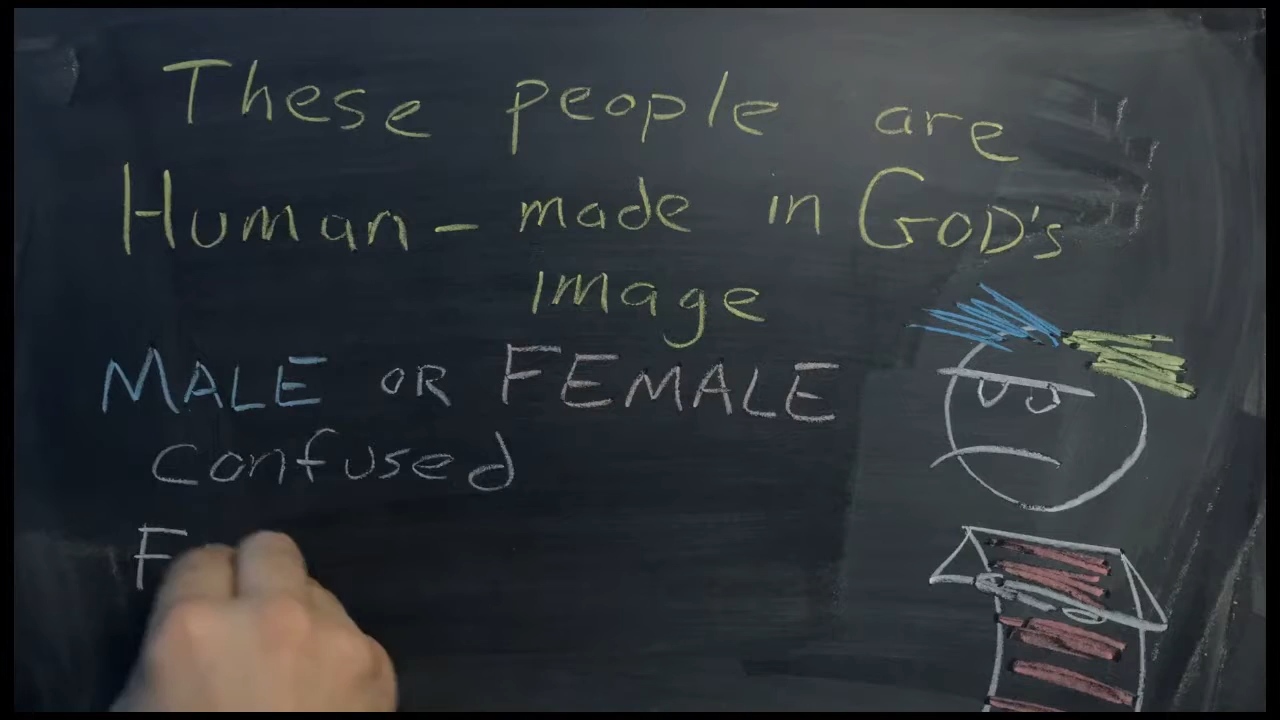 These people are
Human - made in GOD's
image
MALE OR FEMALE
confused
F